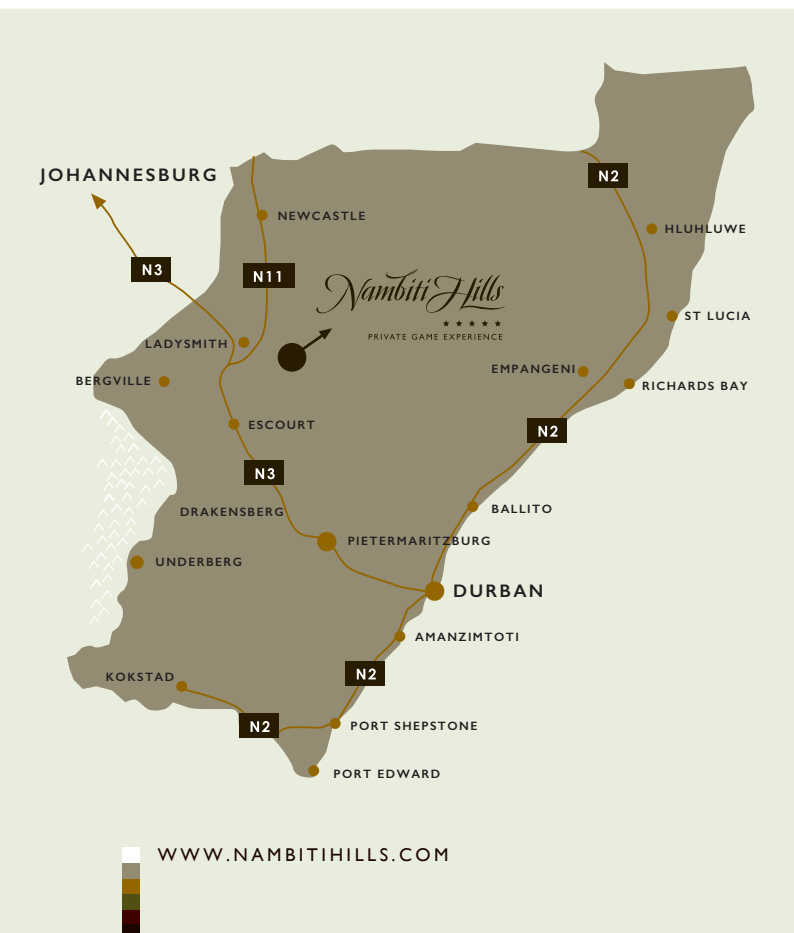 JOHANNESBURG
N2
NEWCASTLE
HLUHLUWE
N3
N11
Nambiti Hills
★★★★★
PRIVATE GAME EXPERIENCE
ST LUCIA
LADYSMITH
EMPANGENI
BERGVILLE
RICHARDS BAY
ESCOURT
N2
N3
DRAKENSBERG
BALLITO
PIETERMARITZBURG
UNDERBERG
DURBAN
AMANZIMTOTI
KOKSTAD
N2
N2
PORT SHEPSTONE
PORT EDWARD
WWW.NAMBITIHILLS.COM